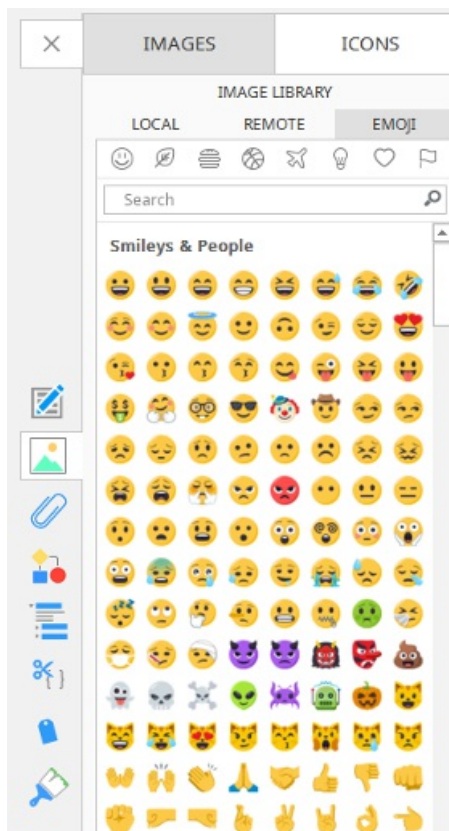 IMAGES ICONS
IMAGE LIBRARY
LOCAL REMOTE EMOJI
Search
Smileys & People